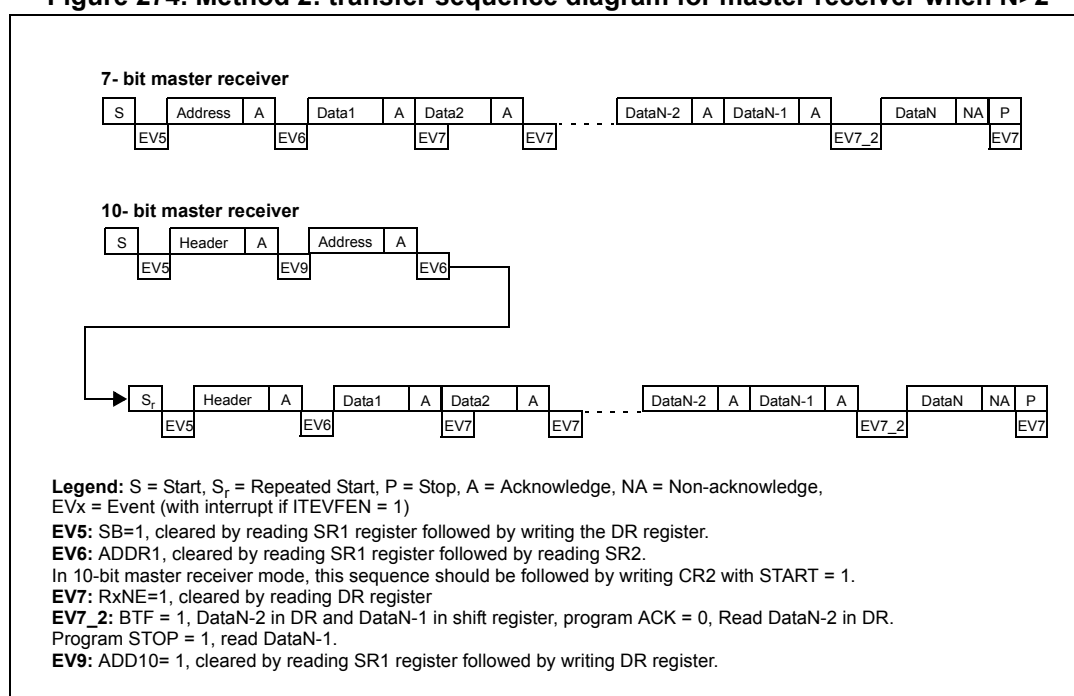 Figure 274. Method 2: transfer sequence diagram for master receiver when N>2
7- bit master receiver
S Address A Data1 A Data2 A DataN-2 A DataN-1 A DataN NA P
EV5 EV6 EV7 EV7 EV7_2 EV7
10- bit master receiver
S Header A Address A
EV5 EV9 EV6
Sr Header A Data1 A Data2 A DataN-2 A DataN-1 A DataN NA P
EV5 EV6 EV7 EV7 EV7_2 EV7
Legend: S = Start, Sr = Repeated Start, P = Stop, A = Acknowledge, NA = Non-acknowledge,
EVx = Event (with interrupt if ITEVFEN = 1)
EV5: SB=1, cleared by reading SR1 register followed by writing the DR register.
EV6: ADDR1, cleared by reading SR1 register followed by reading SR2.
In 10-bit master receiver mode, this sequence should be followed by writing CR2 with START = 1.
EV7: RxNE=1, cleared by reading DR register
EV7_2: BTF = 1, DataN-2 in DR and DataN-1 in shift register, program ACK = 0, Read DataN-2 in DR.
Program STOP = 1, read DataN-1.
EV9: ADD10= 1, cleared by reading SR1 register followed by writing DR register.